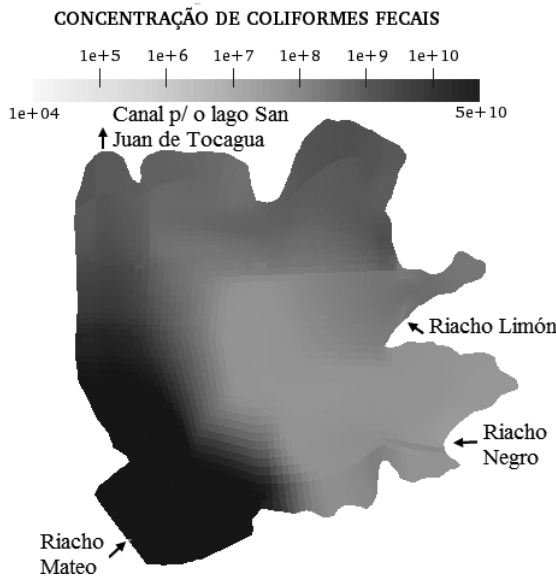 CONCENTRAÇÃO DE COLIFORMES FECAIS
1e+5 1e+6 1e+7 1e+8 1e+9 1e+10
1e+04 5e+10
Canal p/ o lago San
Juan de Tocagua
Riacho Limón
Riacho
Negro
Riacho
Mateo